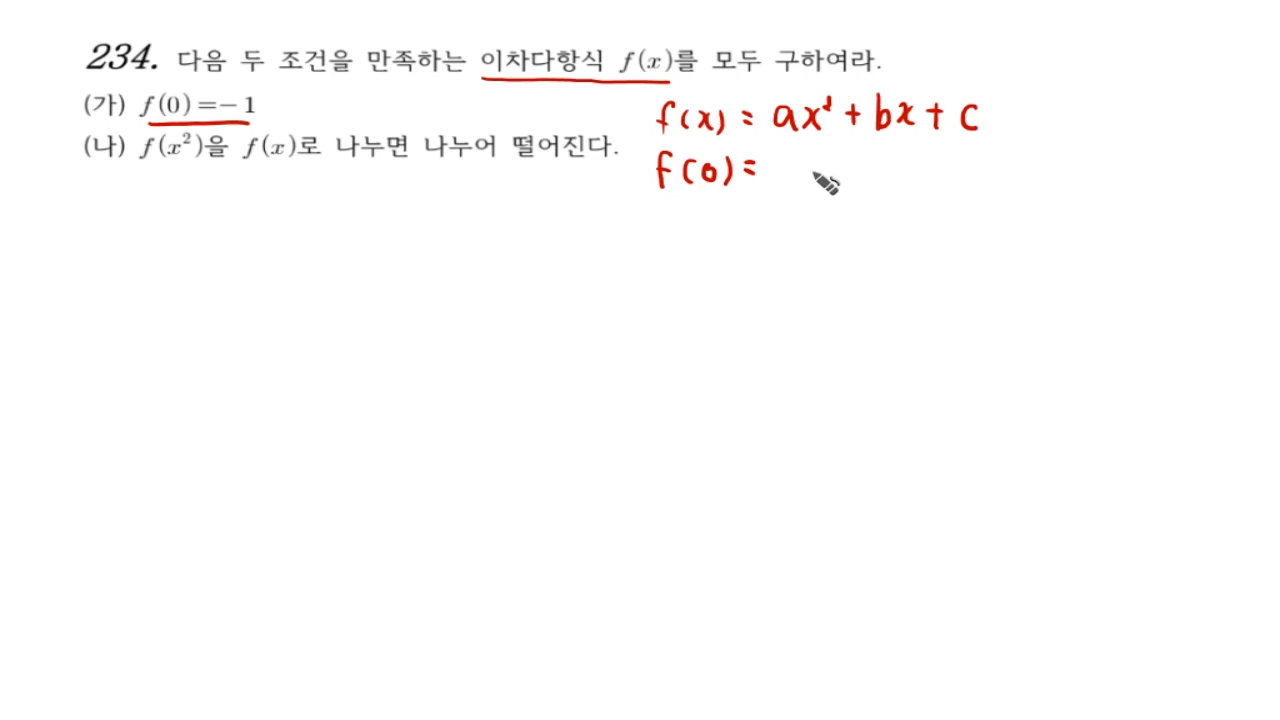 234. 다음 두 조건을 만족하는 이차다항식 f(x)를 모두 구하여라.
(가) f(0)=-1
f(x) = ax² + bx + c
(나) f(x²)을 f(x)로 나누면 나누어 떨어진다.
f(0) =